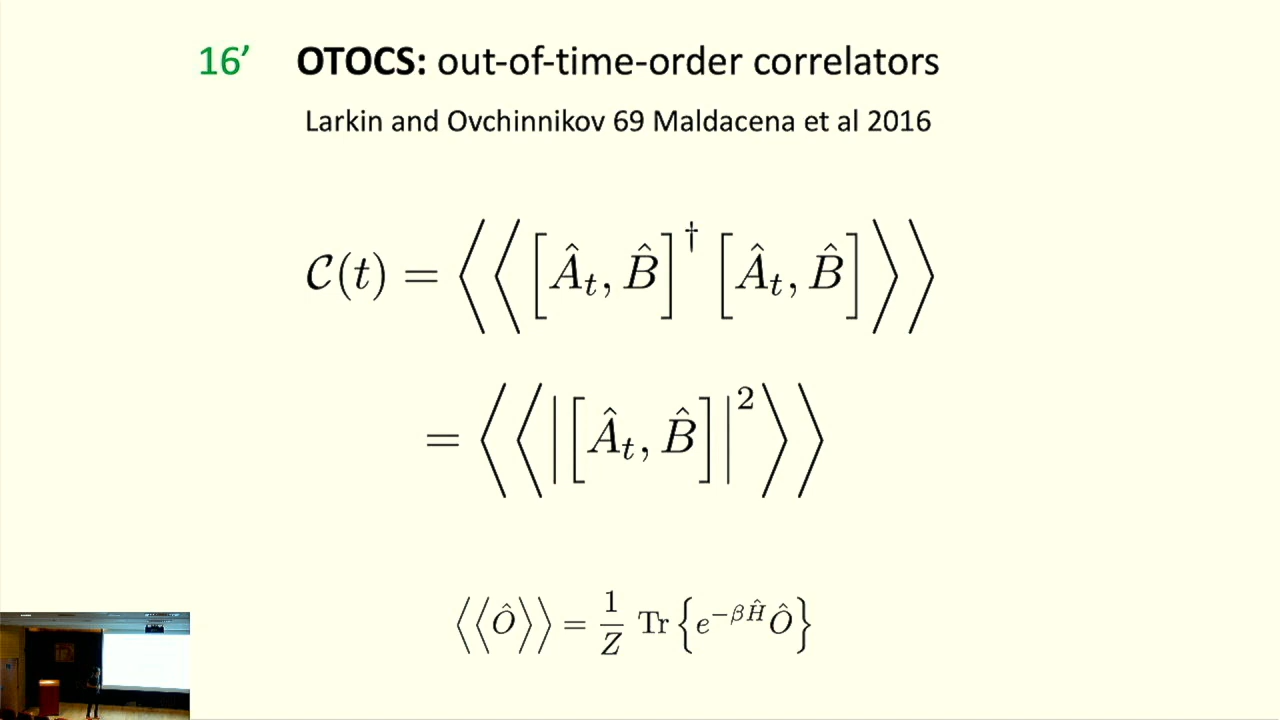 16’ OTOCS: out-of-time-order correlators
Larkin and Ovchinnikov 69 Maldacena et al 2016
𝒞(t) = ⟨⟨[Â_t, B̂]^† [Â_t, B̂]⟩⟩
= ⟨⟨|[Â_t, B̂]|^2⟩⟩
⟨⟨Ô⟩⟩ = \frac{1}{Z} Tr{e^{-βĤ} Ô}